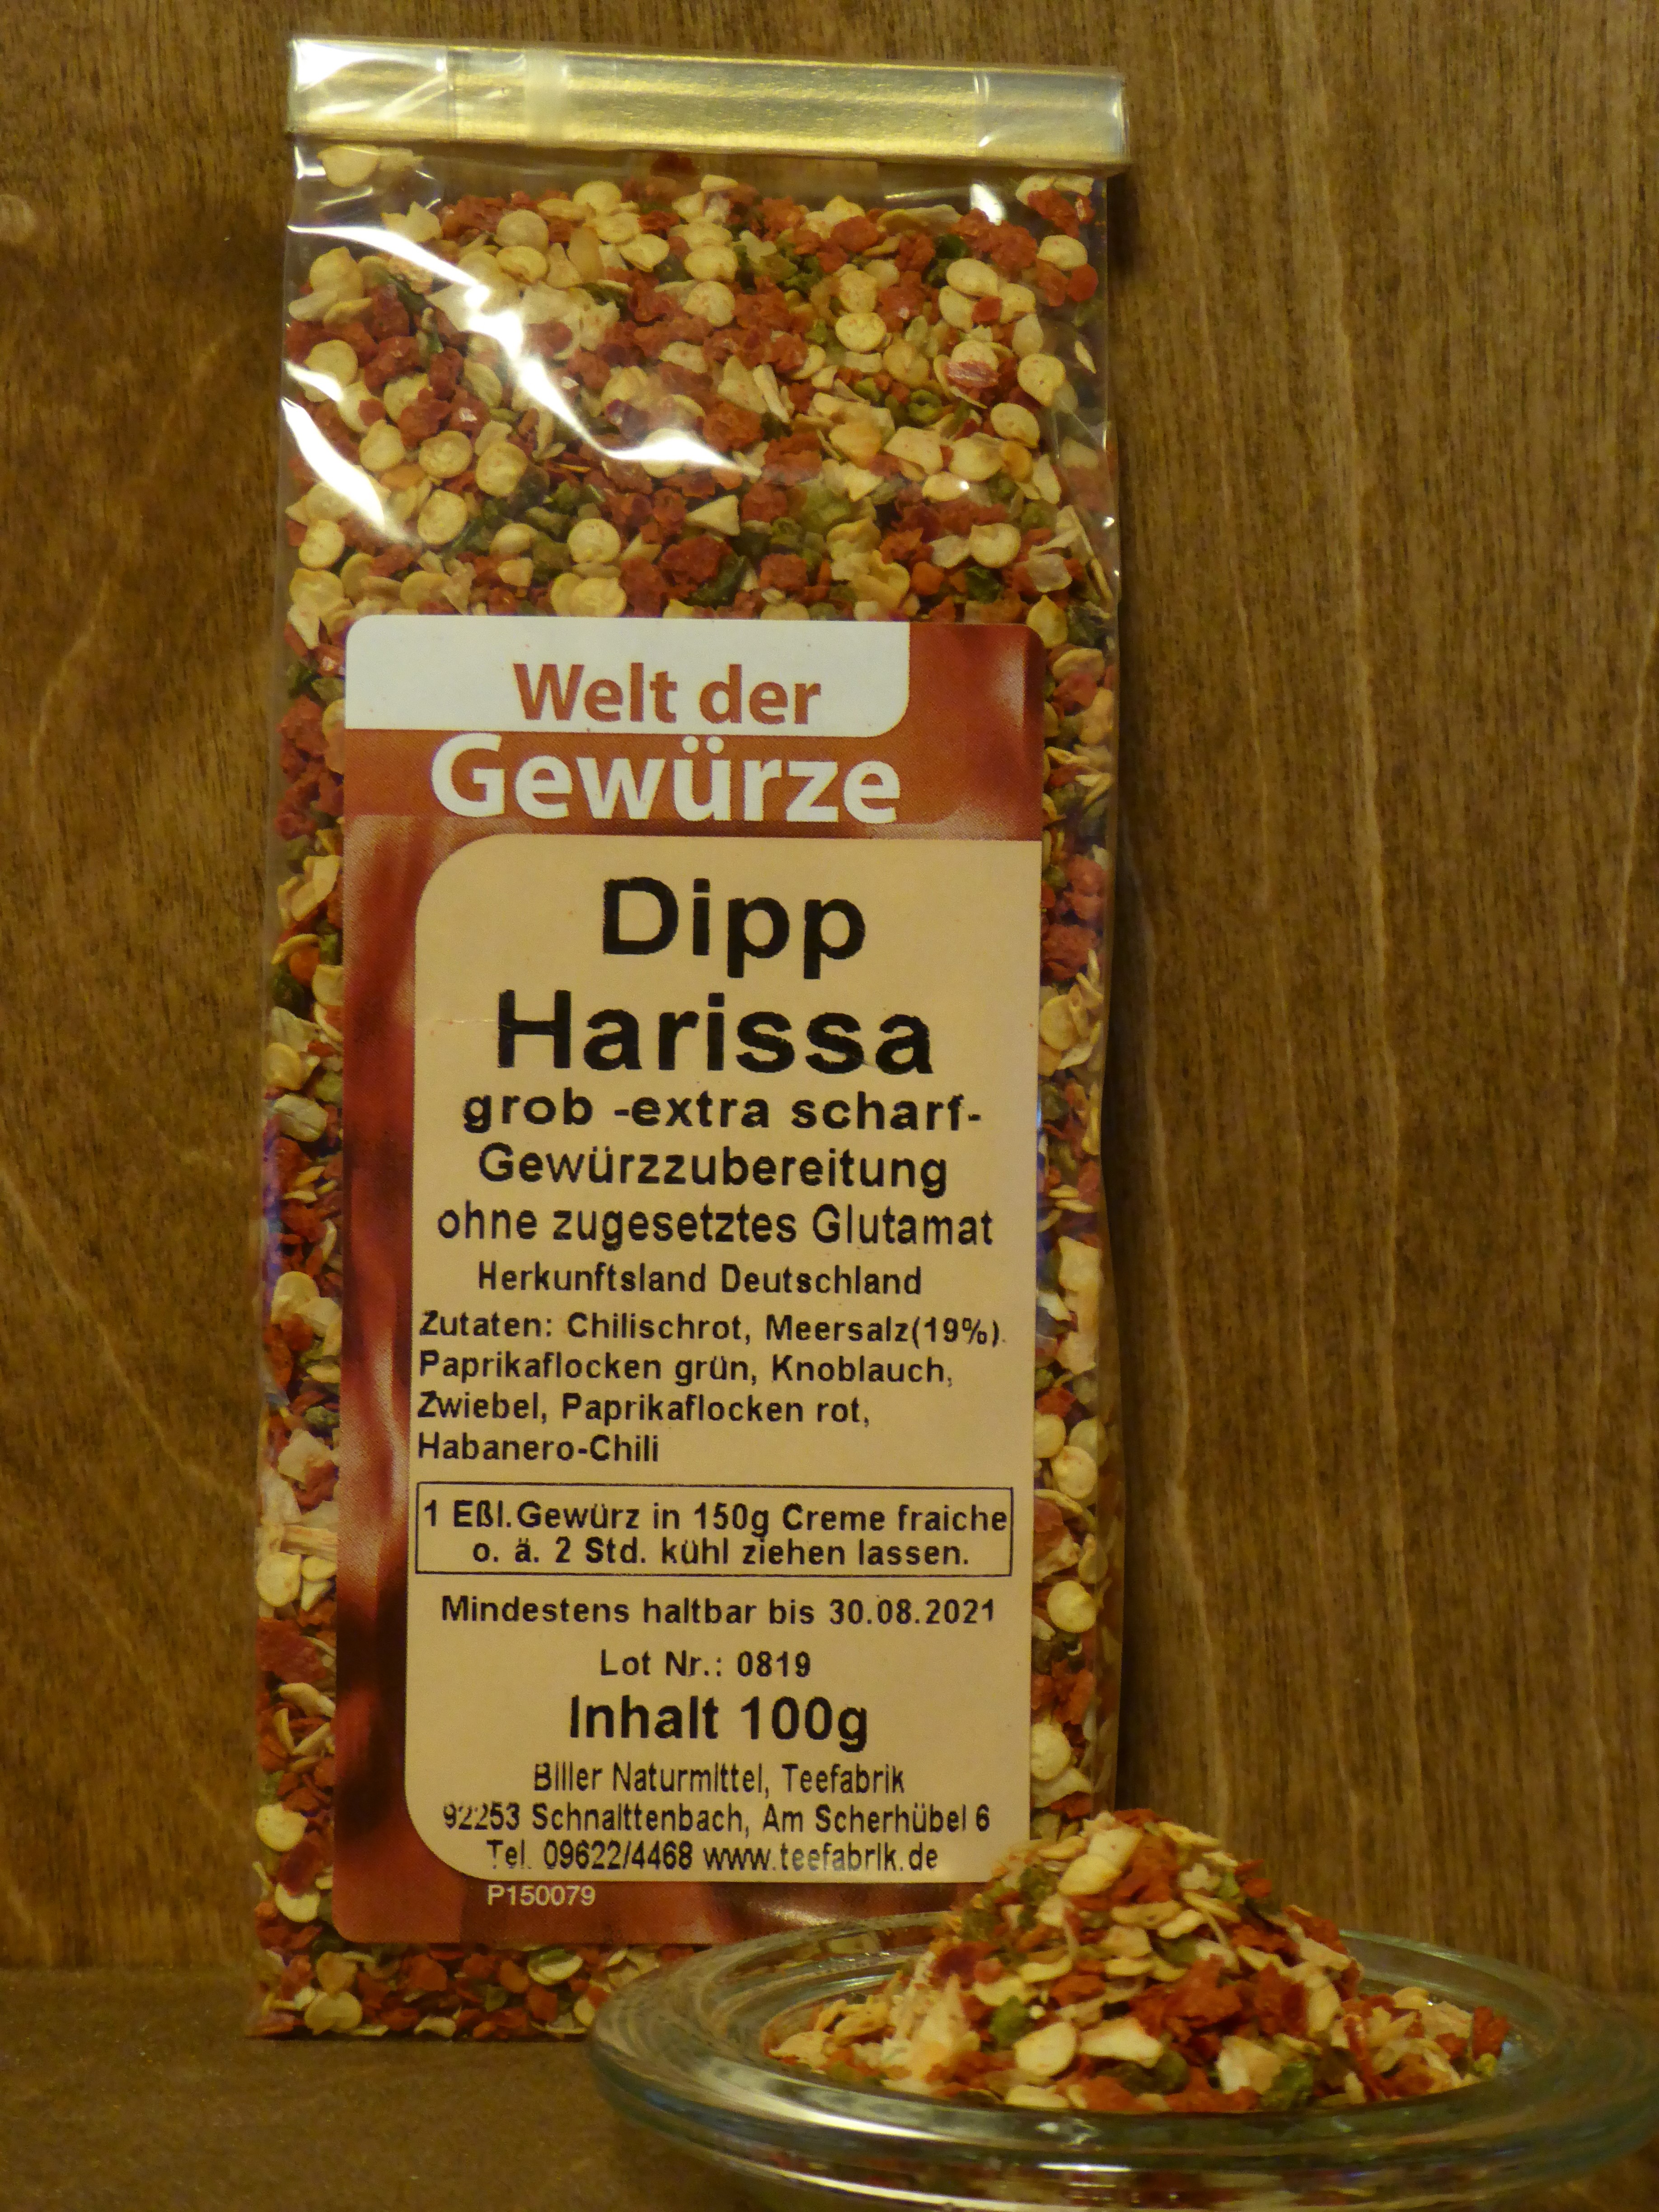 Welt der
Gewürze
Dipp
Harissa
grob -extra scharf-
Gewürzzubereitung
ohne zugesetztes Glutamat
Herkunftsland Deutschland
Zutaten: Chilischrot, Meersalz(19%),
Paprikaflocken grün, Knoblauch,
Zwiebel, Paprikaflocken rot,
Habanero-Chili
1 Eßl.Gewürz in 150g Creme fraiche
o. ä. 2 Std. kühl ziehen lassen.
Mindestens haltbar bis 30.08.2021
Lot Nr.: 0819
Inhalt 100g
Biller Naturmittel, Teefabrik
92253 Schnaittenbach, Am Scherhübel 6
Tel. 09622/4468 www.teefabrik.de
P150079